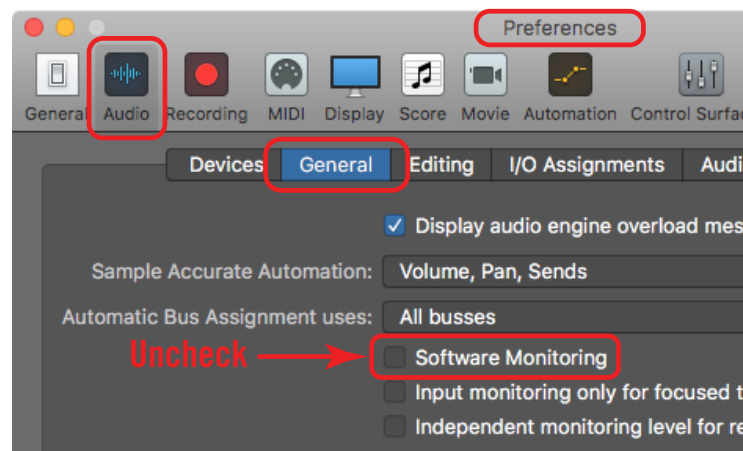 Preferences
General Audio Recording MIDI Display Score Movie Automation Control Surfa
Devices General Editing I/O Assignments Audi
Display audio engine overload mes
Sample Accurate Automation: Volume, Pan, Sends
Automatic Bus Assignment uses: All busses
Uncheck Software Monitoring
Input monitoring only for focused t
Independent monitoring level for re